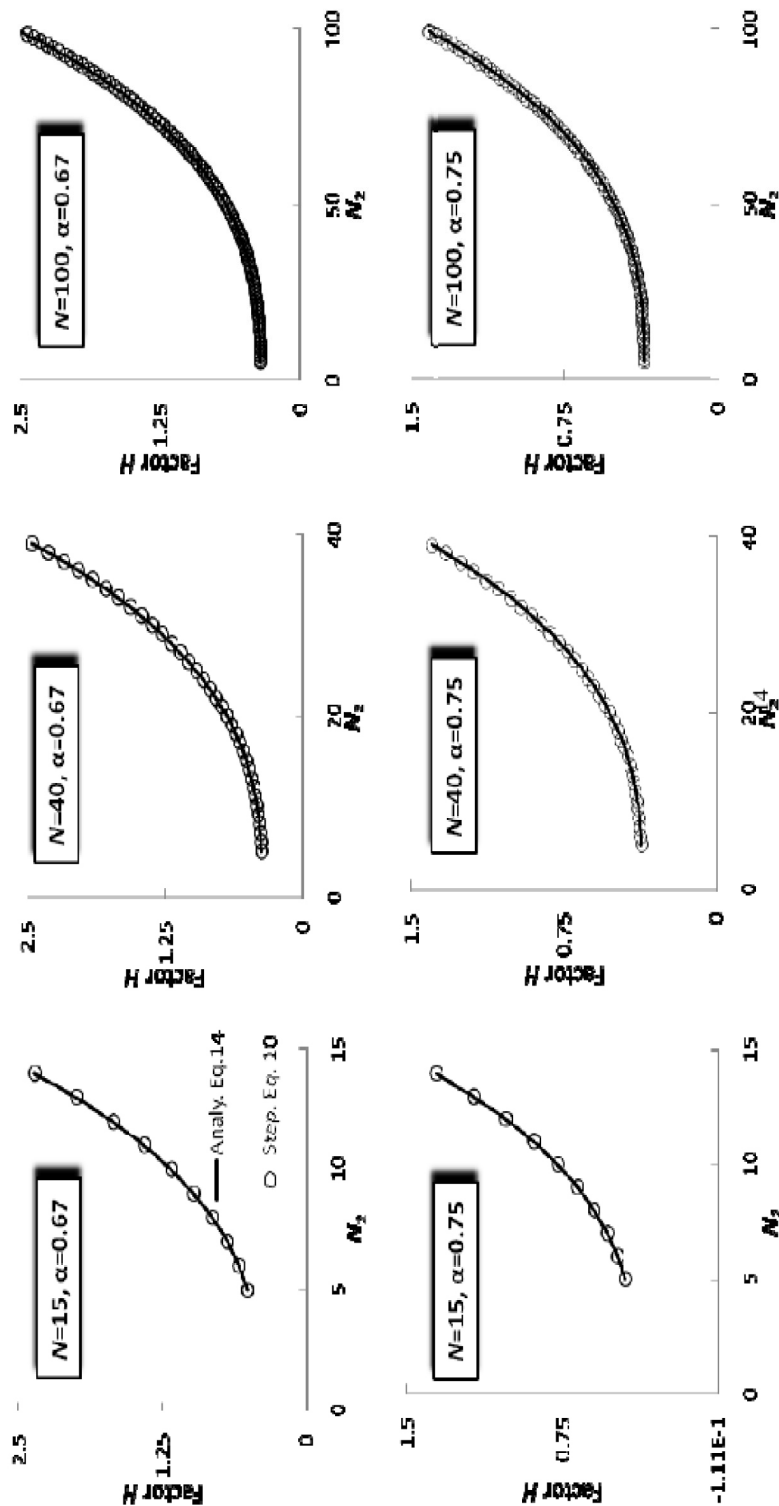 N=15, α=0.67
2.5
1.25
0
Factor H
0
5
10
15
N₂
Analy. Eq.14
Step. Eq. 10
N=40, α=0.67
2.5
1.25
0
Factor H
0
20
40
N₂
N=100, α=0.67
2.5
1.25
0
Factor H
0
50
100
N₂
N=15, α=0.75
1.5
0.75
-1.11E-1
Factor H
0
5
10
15
N₂
N=40, α=0.75
1.5
0.75
0
Factor H
0
20
40
N₂
14
N=100, α=0.75
1.5
0.75
0
Factor H
0
50
100
N₂